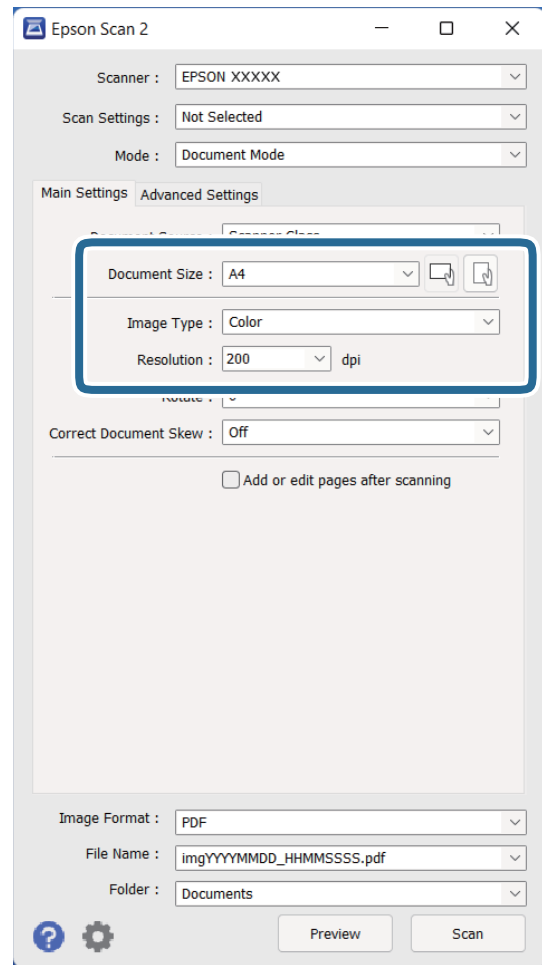 Epson Scan 2
Scanner : EPSON XXXXX
Scan Settings : Not Selected
Mode : Document Mode
Main Settings Advanced Settings
Document Size : A4
Image Type : Color
Resolution : 200 dpi
Correct Document Skew : Off
Add or edit pages after scanning
Image Format : PDF
File Name : imgYYYYMMDD_HHMMSSSS.pdf
Folder : Documents
? Preview Scan